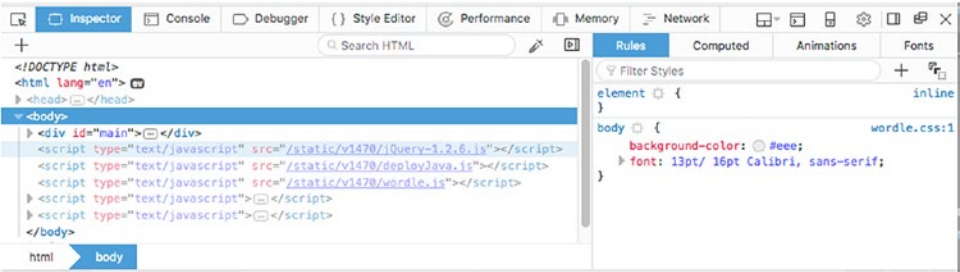 Inspector Console Debugger {} Style Editor Performance Memory Network
+ Search HTML
<!DOCTYPE html>
<html lang="en"> ev
<head> … </head>
<body>
<div id="main"> … </div>
<script type="text/javascript" src="/static/v1470/jQuery-1.2.6.js"></script>
<script type="text/javascript" src="/static/v1470/deployJava.js"></script>
<script type="text/javascript" src="/static/v1470/wordle.js"></script>
<script type="text/javascript"> … </script>
<script type="text/javascript"> … </script>
</body>
html body
Rules Computed Animations Fonts
Filter Styles +
element { inline
}
body { wordle.css:1
background-color: #eee;
font: 13pt/ 16pt Calibri, sans-serif;
}